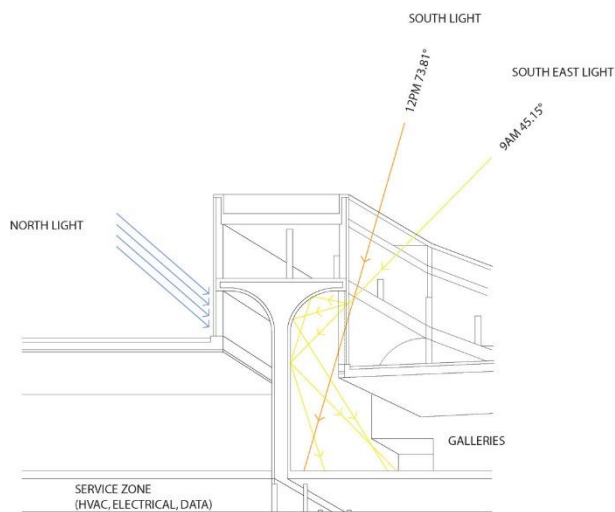 SOUTH LIGHT
12PM 73.81°
SOUTH EAST LIGHT
9AM 45.15°
NORTH LIGHT
GALLERIES
SERVICE ZONE
(HVAC, ELECTRICAL, DATA)